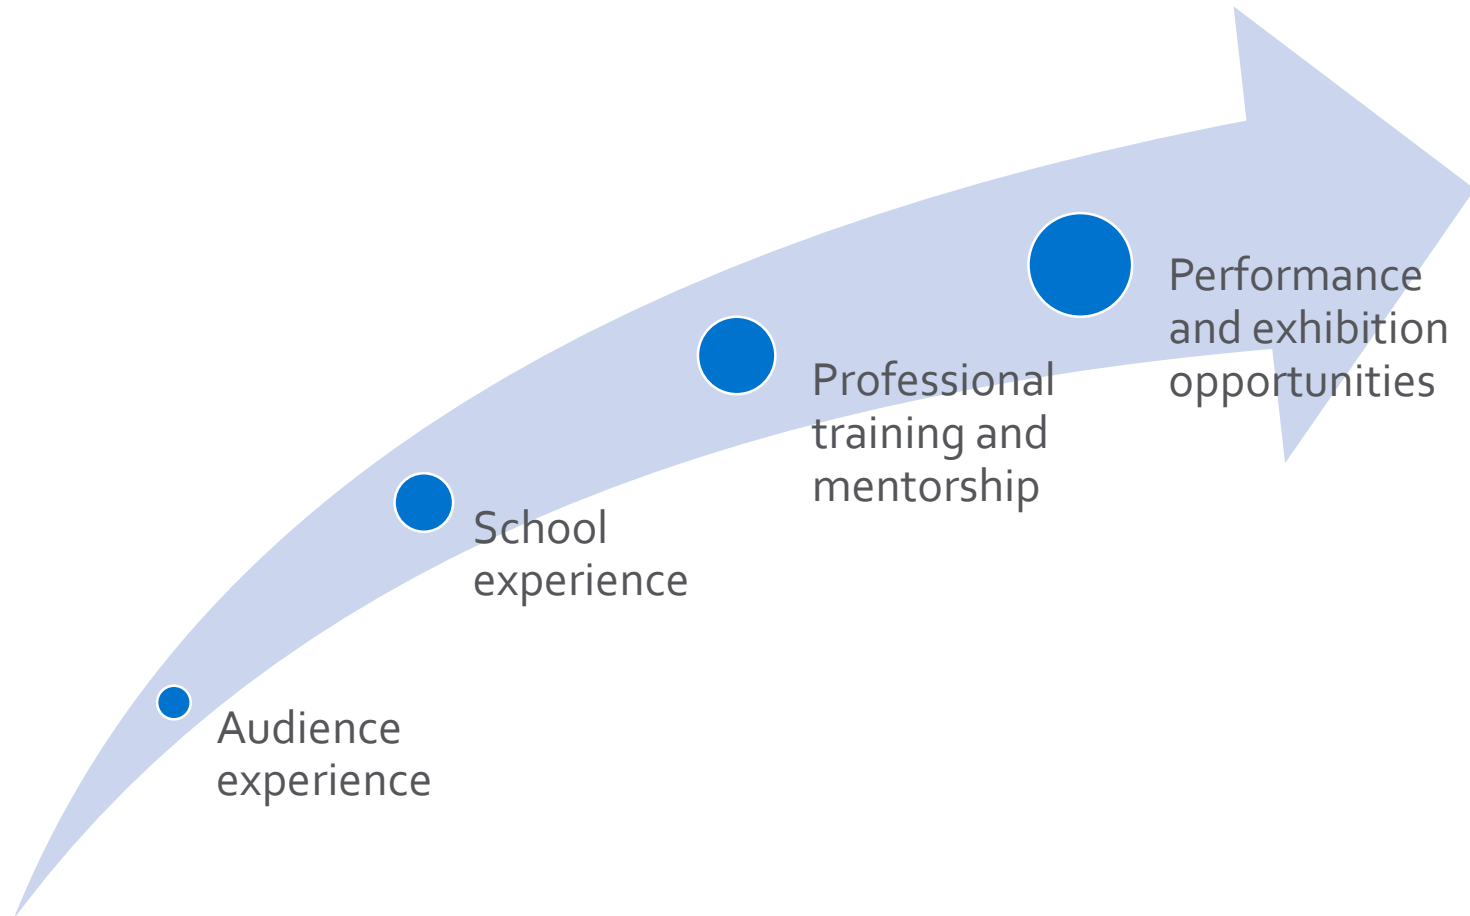 Audience
experience
School
experience
Professional
training and
mentorship
Performance
and exhibition
opportunities